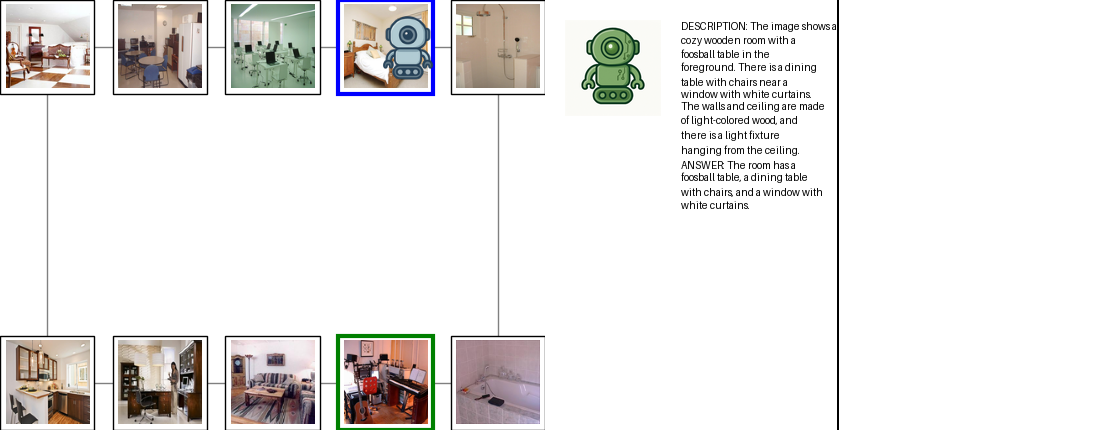 DESCRIPTION: The image shows a
cozy wooden room with a
foosball table in the
foreground. There is a dining
table with chairs near a
window with white curtains.
The walls and ceiling are made
of light-colored wood, and
there is a light fixture
hanging from the ceiling.
ANSWER: The room has a
foosball table, a dining table
with chairs, and a window with
white curtains.